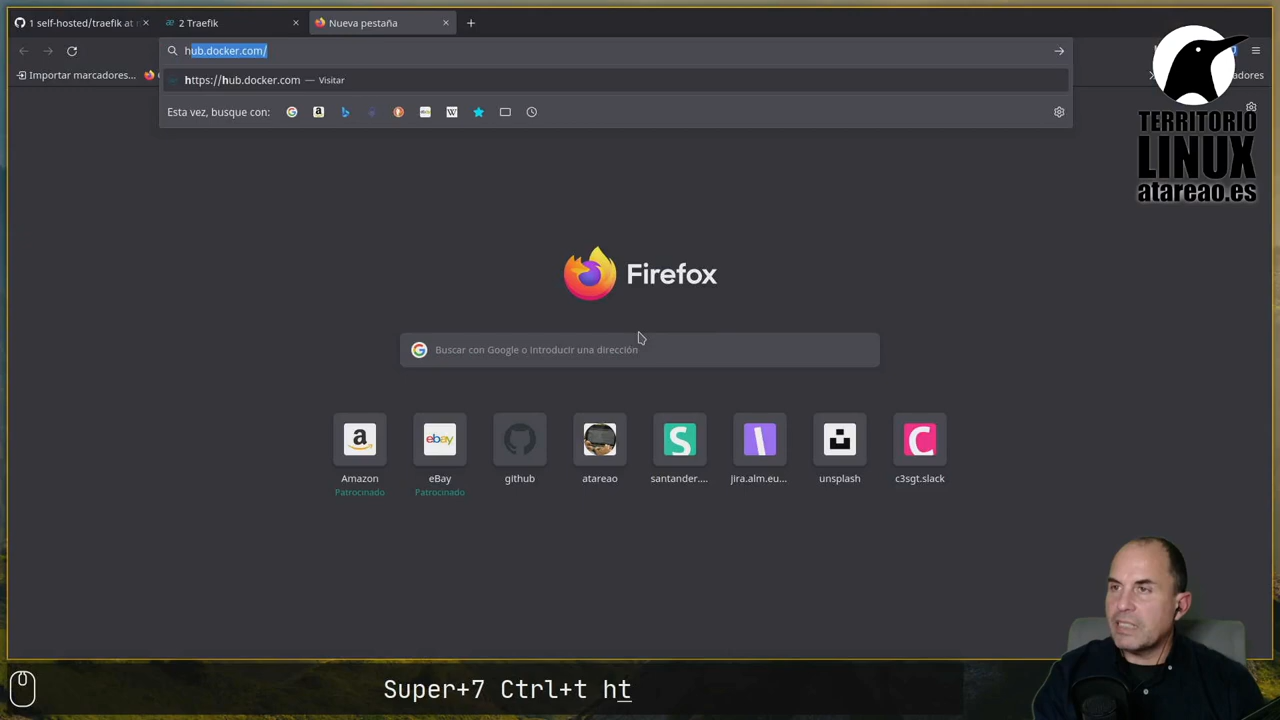 1 self-hosted/traefik at r
2 Traefik
Nueva pestaña
hub.docker.com/
Importar marcadores...
adores
https://hub.docker.com — Visitar
Esta vez, busque con:
TERRITORIO
LINUX
atareao.es
Firefox
Buscar con Google o introducir una dirección
Amazon
Patrocinado
eBay
Patrocinado
github
atareao
santander....
jira.alm.eu...
unsplash
c3sgt.slack
Super+7 Ctrl+t ht